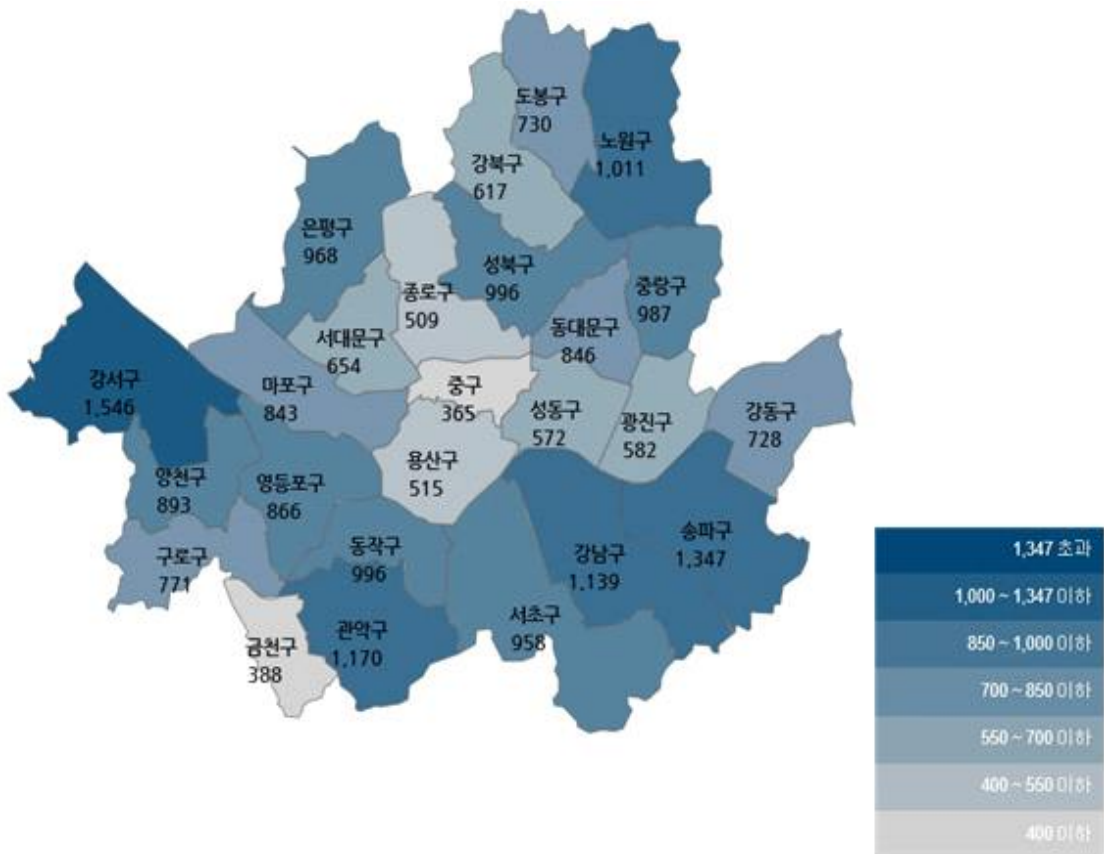 도봉구
730
노원구
1,011
강북구
617
은평구
968
성북구
996
중랑구
987
종로구
509
동대문구
846
서대문구
654
강서구
1,546
마포구
843
중구
365
성동구
572
광진구
582
강동구
728
용산구
515
양천구
893
영등포구
866
동작구
996
강남구
1,139
송파구
1,347
구로구
771
서초구
958
관악구
1,170
금천구
388
1,347 초과
1,000 ~ 1,347 이하
850 ~ 1,000 이하
700 ~ 850 이하
550 ~ 700 이하
400 ~ 550 이하
400 이하